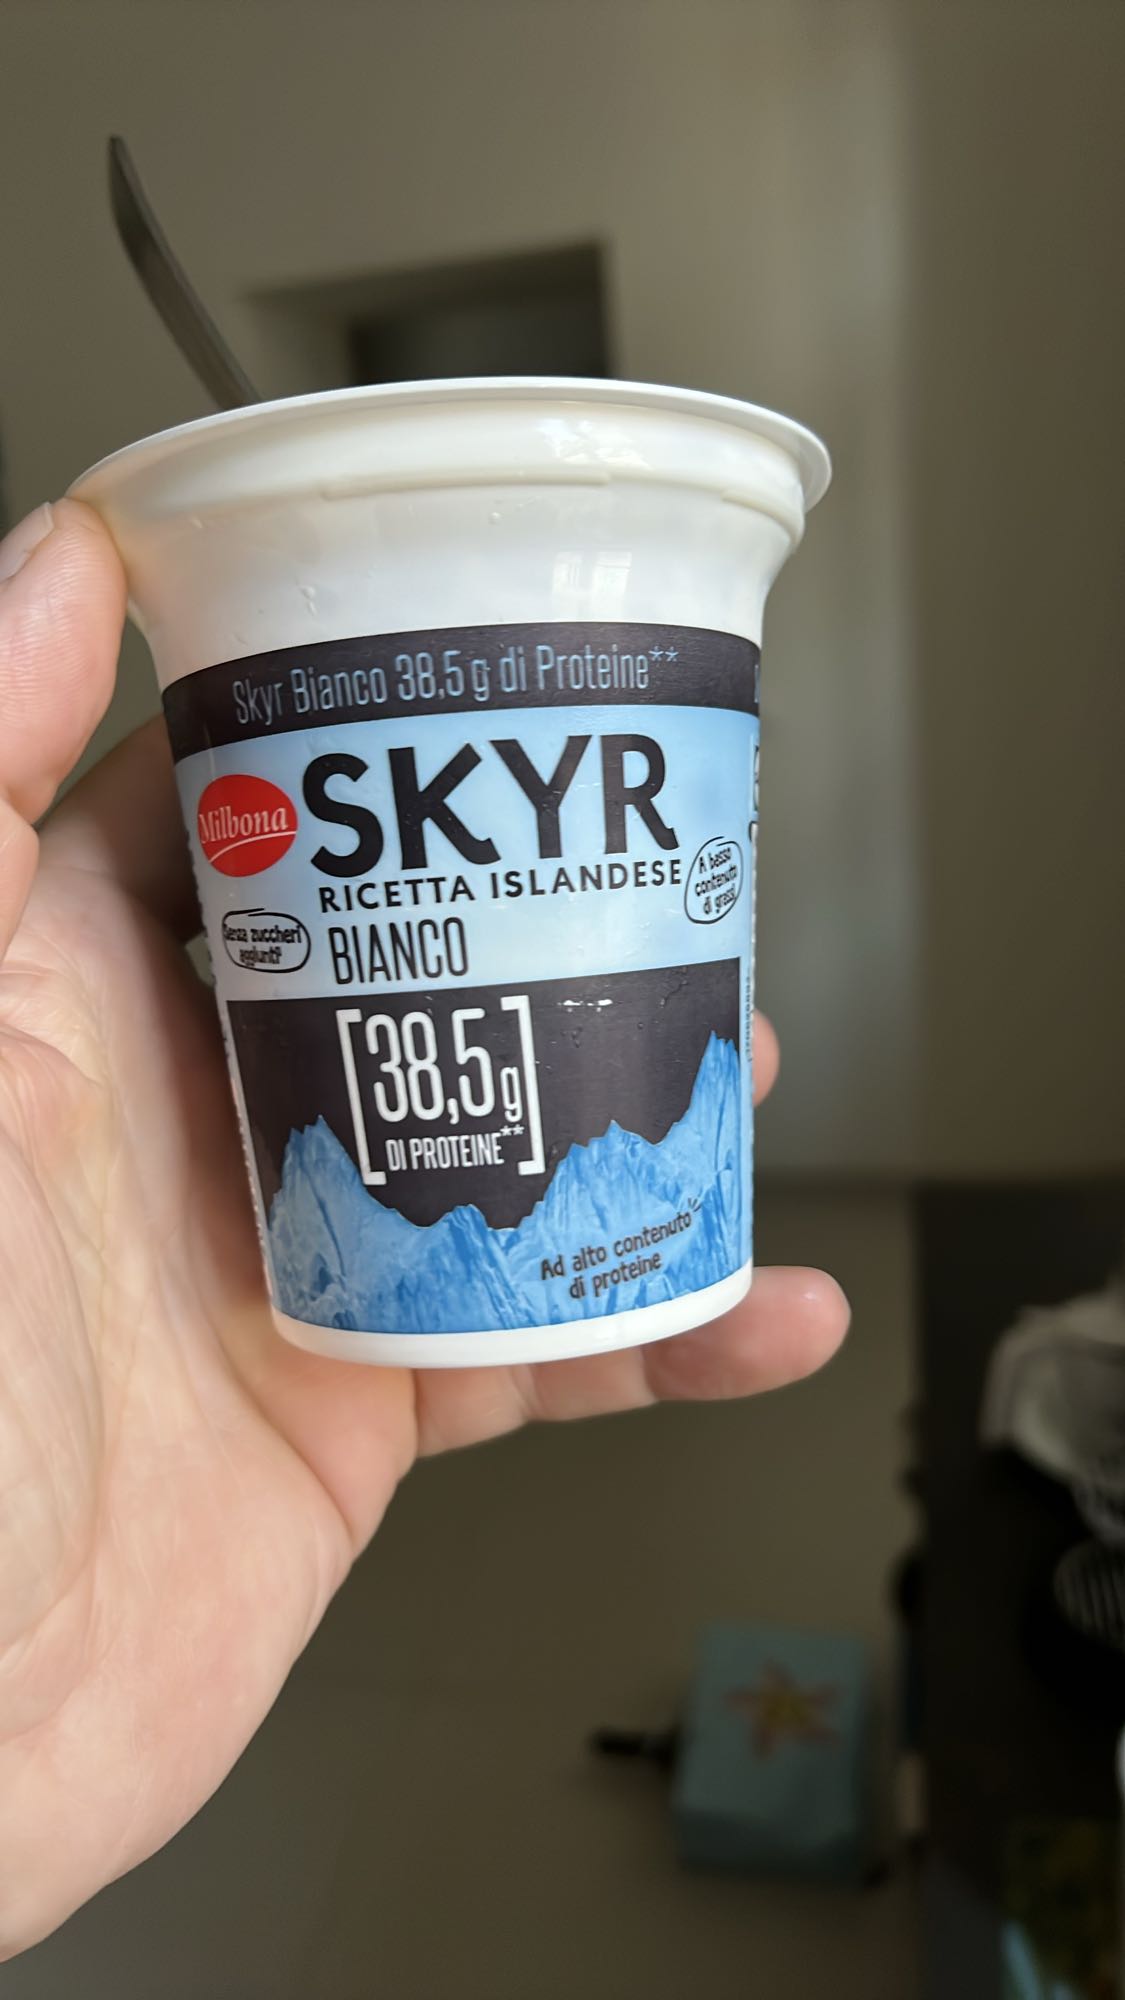 Skyr Bianco 38,5 g di Proteine**
Milbona
SKYR
RICETTA ISLANDESE
A basso
contenuto
di grassi
Senza zuccheri
aggiunti
BIANCO
[38,5g
DI PROTEINE**]
Ad alto contenuto
di proteine